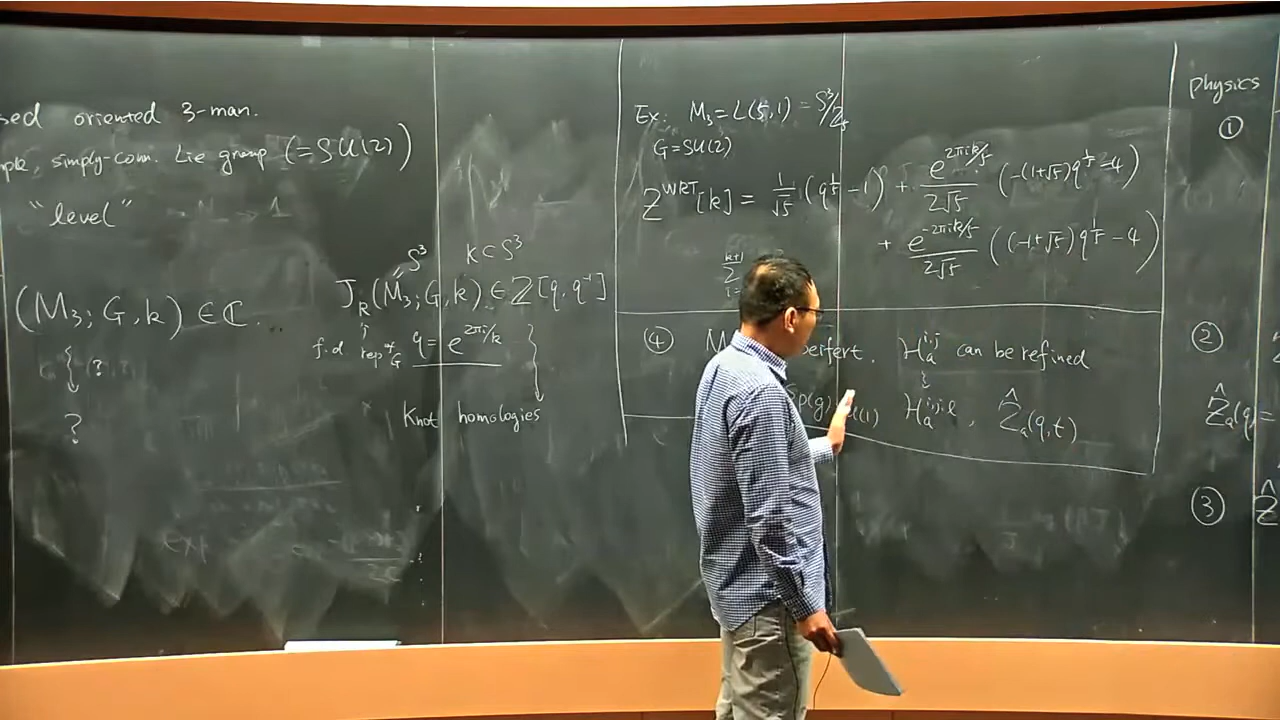 sed oriented 3-man.
ple, simply-conn. Lie group (=SU(2))
"level"
(M₃; G, k) ∈ ℂ
?
S³ K ⊂ S³
J_R(M₃; G, k) ∈ ℤ[q, q⁻¹]
f.d rep of G q = e^{2πi/k}
Knot homologies
Ex: M₃ = L(5,1) = S³/ℤ₅
G = SU(2)
Z^{WRT}[k] = 1/√5 (q^{1/5} - 1) + e^{2πik/5}/2√5 (-(1+√5)q^{1/5} - 4)
+ e^{-2πik/5}/2√5 ((-1+√5)q^{1/5} - 4)
④ M eifert. H_a^{i,j} can be refined
Sp(g) U(1) H_a^{i,j,ℓ}, Ẑ_a(q,t)
physics
①
②
Ẑ_a(q) =
③ Ẑ